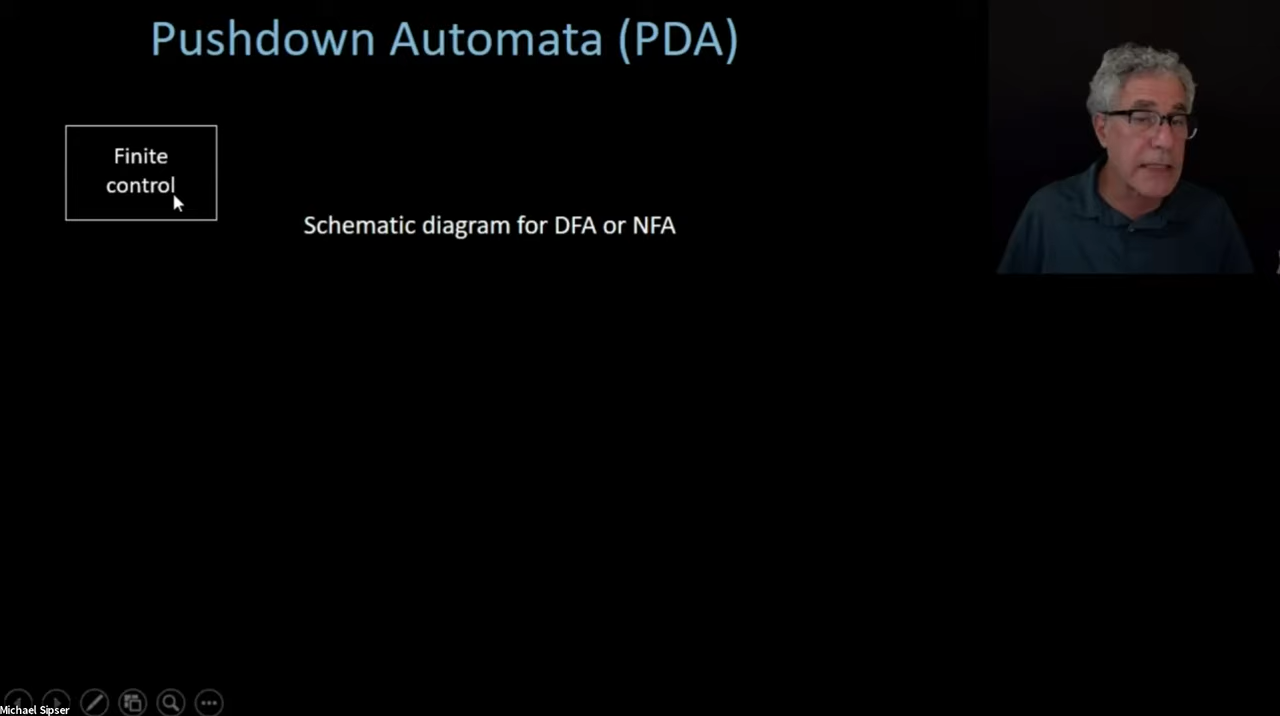 Pushdown Automata (PDA)
Finite
control
Schematic diagram for DFA or NFA
Michael Sipser